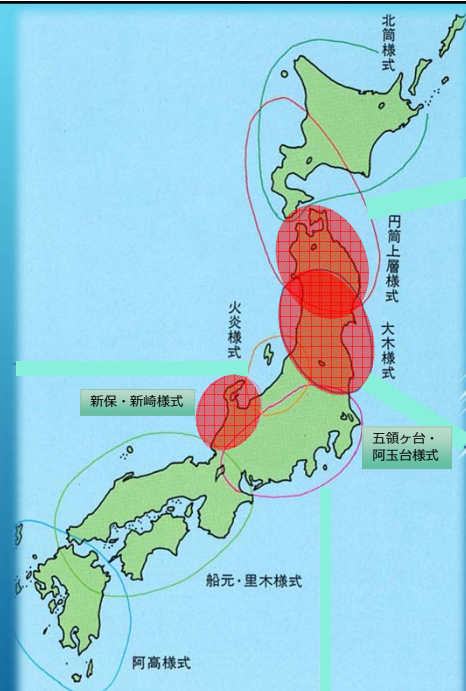 北筒様式
円筒上層様式
火炎様式
大木様式
新保・新崎様式
五領ヶ台・
阿玉台様式
船元・里木様式
阿高様式